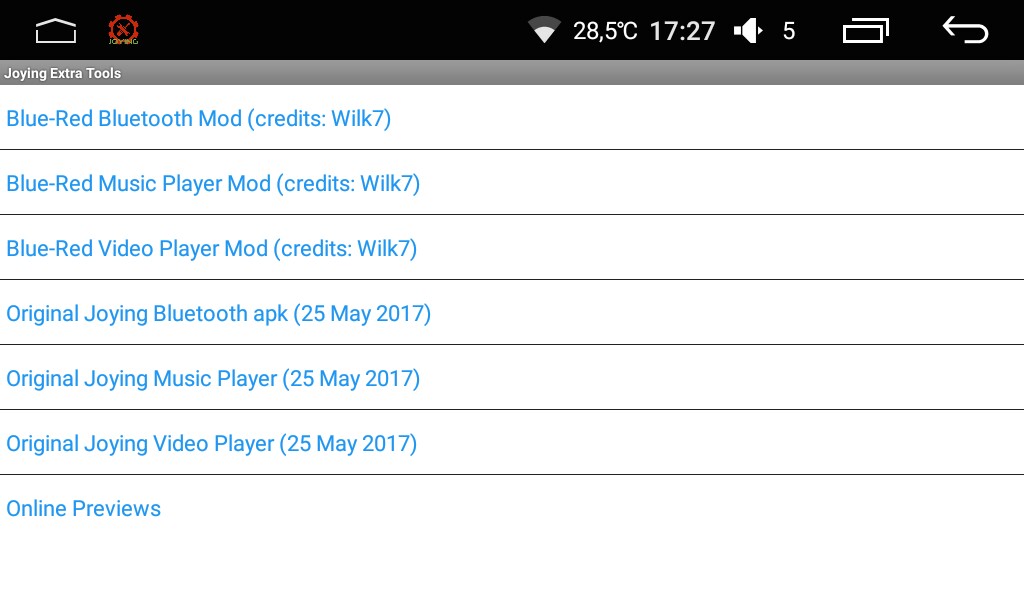 JOYING
28,5℃ 17:27 5
Joying Extra Tools
Blue-Red Bluetooth Mod (credits: Wilk7)
Blue-Red Music Player Mod (credits: Wilk7)
Blue-Red Video Player Mod (credits: Wilk7)
Original Joying Bluetooth apk (25 May 2017)
Original Joying Music Player (25 May 2017)
Original Joying Video Player (25 May 2017)
Online Previews